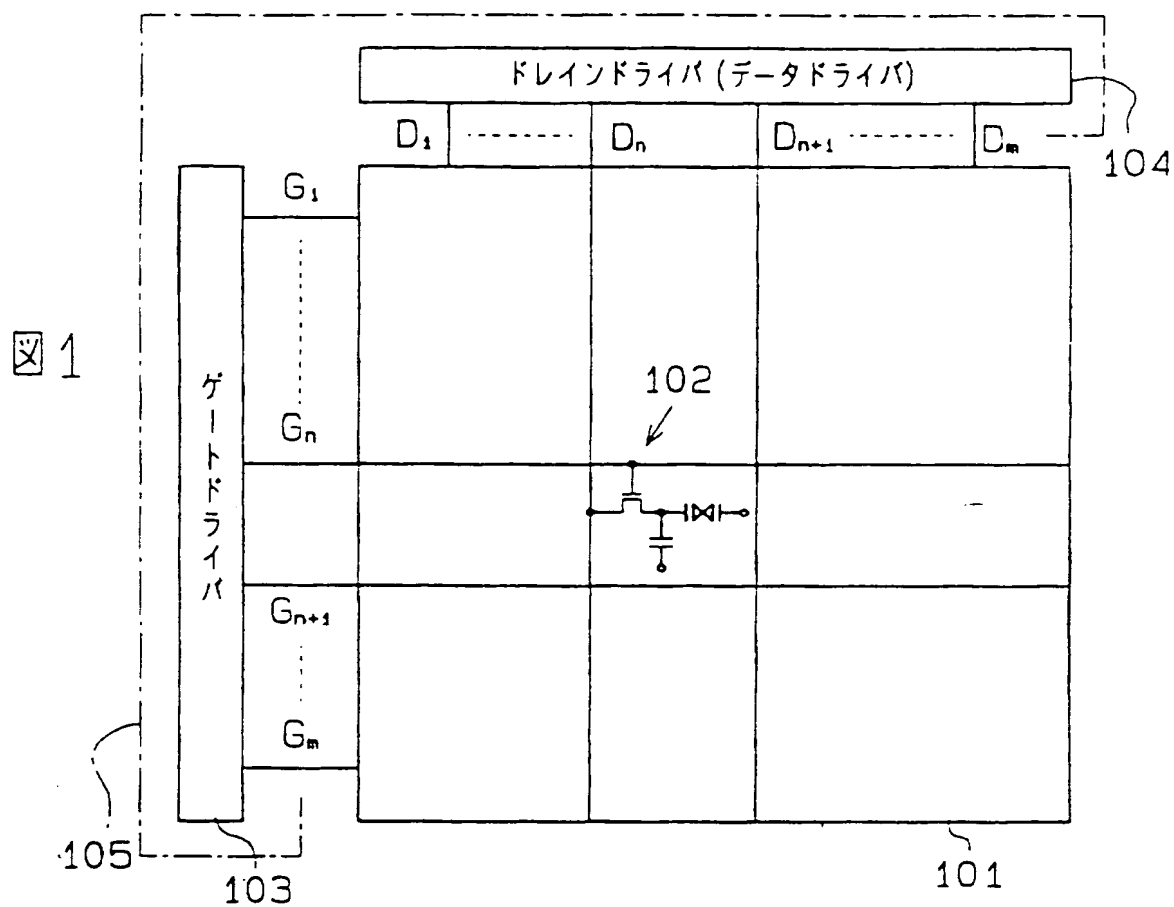 ドレインドライバ(データドライバ)
D₁ Dₙ Dₙ₊₁ Dₘ
104
G₁
図1
ゲートドライバ
102
Gₙ
Gₙ₊₁
Gₘ
105
103
101